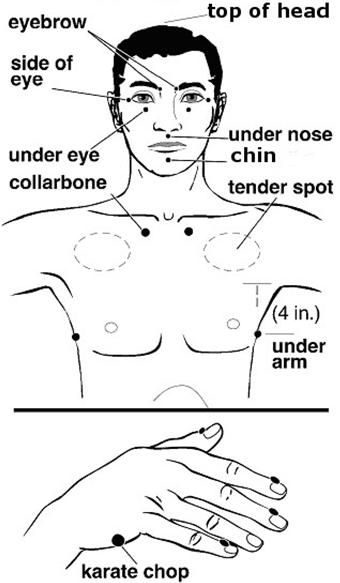 top of head
eyebrow
side of
eye
under nose
under eye
chin
collarbone
tender spot
(4 in.)
under
arm
karate chop